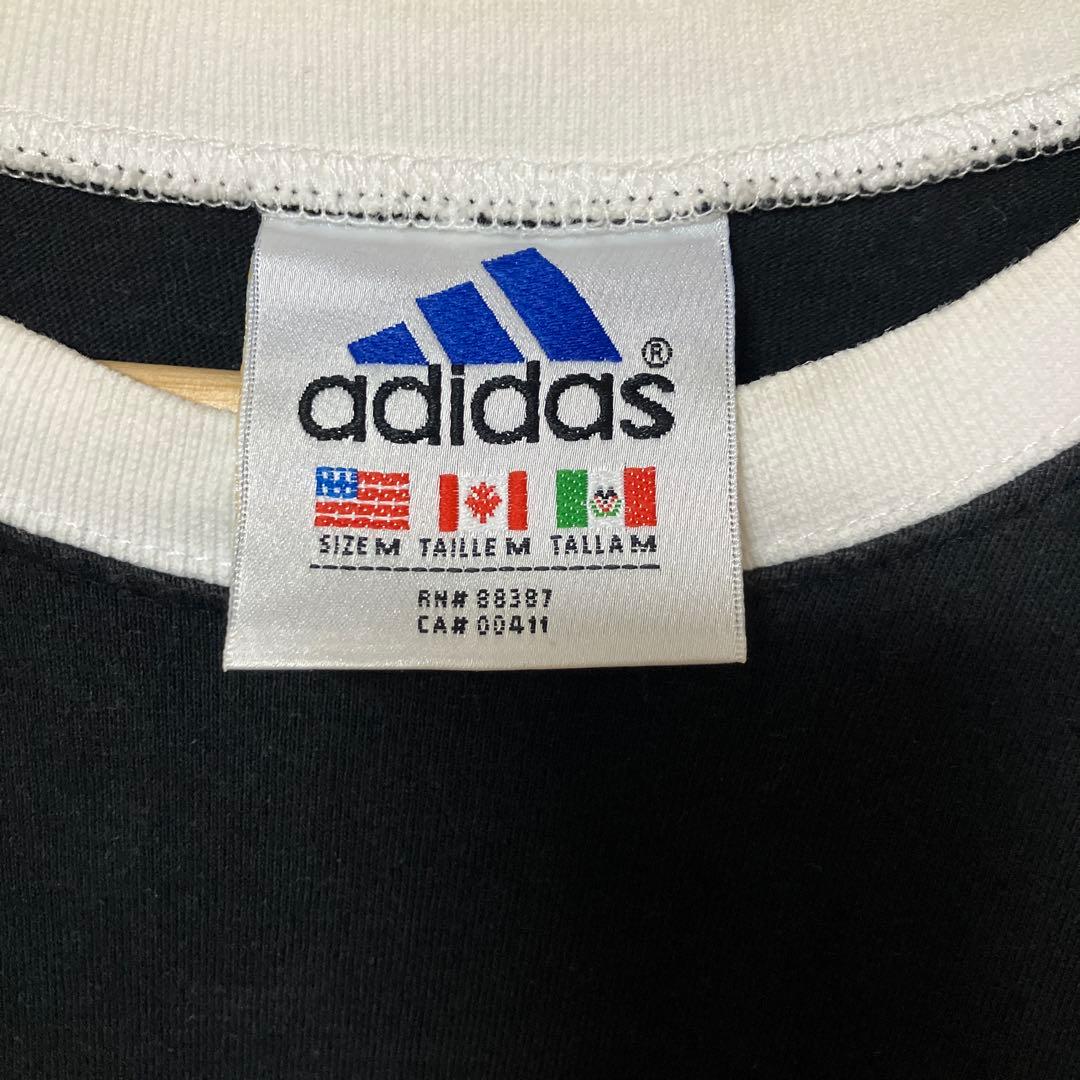 adidas®
SIZE M TAILLE M TALLA M
RN# 88387
CA# 00411